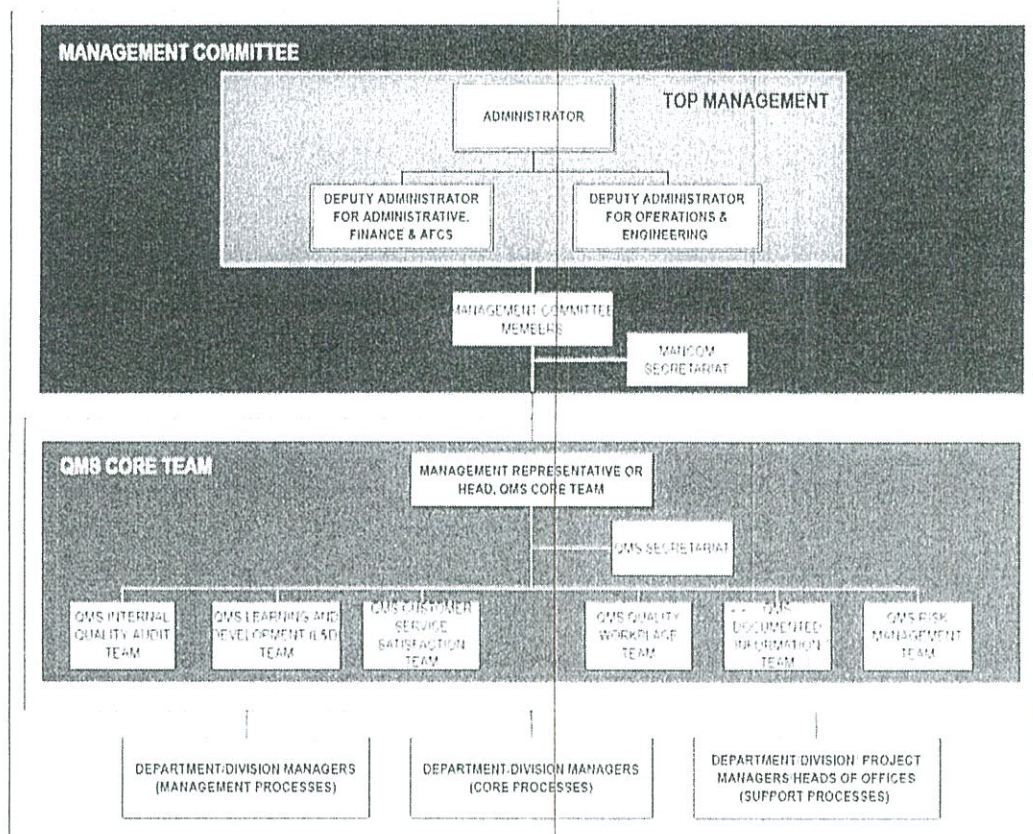 MANAGEMENT COMMITTEE
TOP MANAGEMENT
ADMINISTRATOR
DEPUTY ADMINISTRATOR
FOR ADMINISTRATIVE,
FINANCE & AFCS
DEPUTY ADMINISTRATOR
FOR OPERATIONS &
ENGINEERING
MANAGEMENT COMMITTEE
MEMBERS
MANCOM
SECRETARIAT
QMS CORE TEAM
MANAGEMENT REPRESENTATIVE OR
HEAD, QMS CORE TEAM
QMS SECRETARIAT
QMS INTERNAL
QUALITY AUDIT
TEAM
QMS LEARNING AND
DEVELOPMENT (L&D)
TEAM
QMS CUSTOMER
SERVICE
SATISFACTION
TEAM
QMS QUALITY
WORKPLACE
TEAM
QMS
DOCUMENTED
INFORMATION
TEAM
QMS RISK
MANAGEMENT
TEAM
DEPARTMENT/DIVISION MANAGERS
(MANAGEMENT PROCESSES)
DEPARTMENT/DIVISION MANAGERS
(CORE PROCESSES)
DEPARTMENT/DIVISION/ PROJECT
MANAGERS/HEADS OF OFFICES
(SUPPORT PROCESSES)